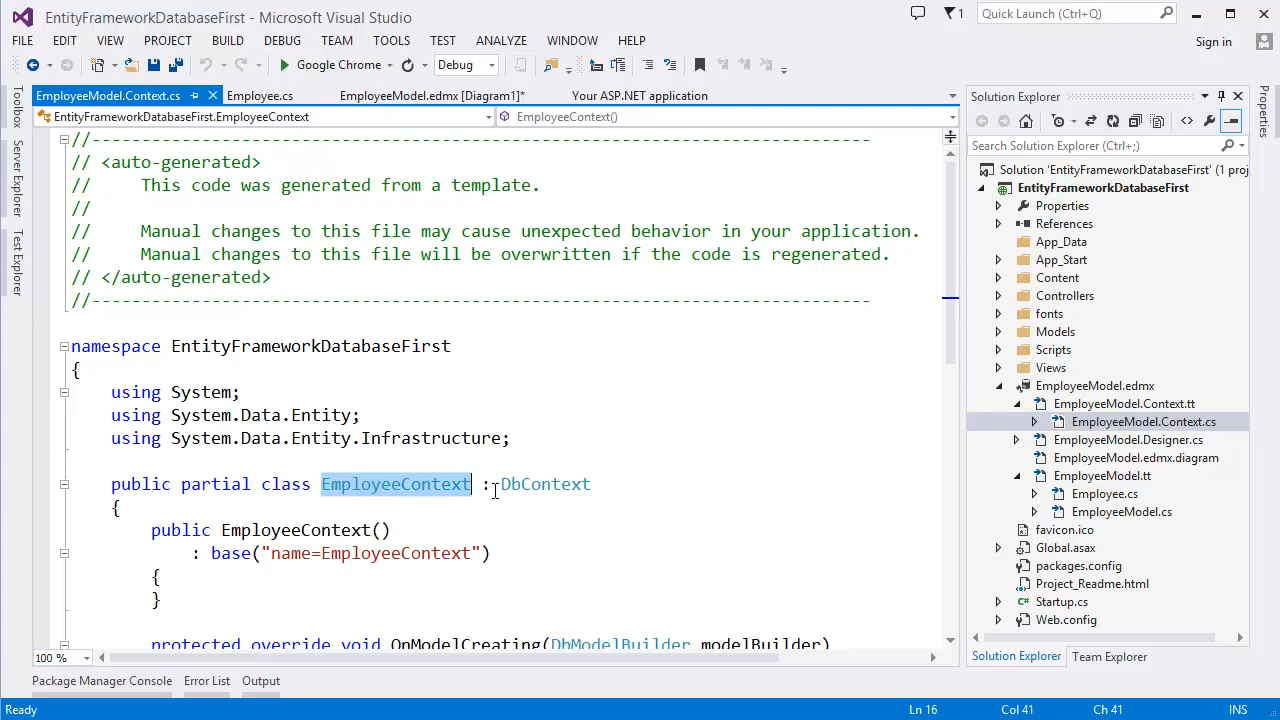 EntityFrameworkDatabaseFirst - Microsoft Visual Studio
1
Quick Launch (Ctrl+Q)
FILE EDIT VIEW PROJECT BUILD DEBUG TEAM TOOLS TEST ANALYZE WINDOW HELP
Sign in
Google Chrome
Debug
EmployeeModel.Context.cs
Employee.cs
EmployeeModel.edmx [Diagram1]*
Your ASP.NET application
EntityFrameworkDatabaseFirst.EmployeeContext
EmployeeContext()
Toolbox
Server Explorer
Test Explorer
//------------------------------------------------------------------------------
// <auto-generated>
//     This code was generated from a template.
//
//     Manual changes to this file may cause unexpected behavior in your application.
//     Manual changes to this file will be overwritten if the code is regenerated.
// </auto-generated>
//------------------------------------------------------------------------------
namespace EntityFrameworkDatabaseFirst
{
using System;
using System.Data.Entity;
using System.Data.Entity.Infrastructure;
public partial class EmployeeContext : DbContext
{
public EmployeeContext()
: base("name=EmployeeContext")
{
}
protected override void OnModelCreating(DbModelBuilder modelBuilder)
100 %
Solution Explorer
Search Solution Explorer (Ctrl+;)
Solution 'EntityFrameworkDatabaseFirst' (1 proj
EntityFrameworkDatabaseFirst
Properties
References
App_Data
App_Start
Content
Controllers
fonts
Models
Scripts
Views
EmployeeModel.edmx
EmployeeModel.Context.tt
EmployeeModel.Context.cs
EmployeeModel.Designer.cs
EmployeeModel.edmx.diagram
EmployeeModel.tt
Employee.cs
EmployeeModel.cs
favicon.ico
Global.asax
packages.config
Project_Readme.html
Startup.cs
Web.config
Solution Explorer
Team Explorer
Properties
Package Manager Console
Error List
Output
Ready
Ln 16
Col 41
Ch 41
INS